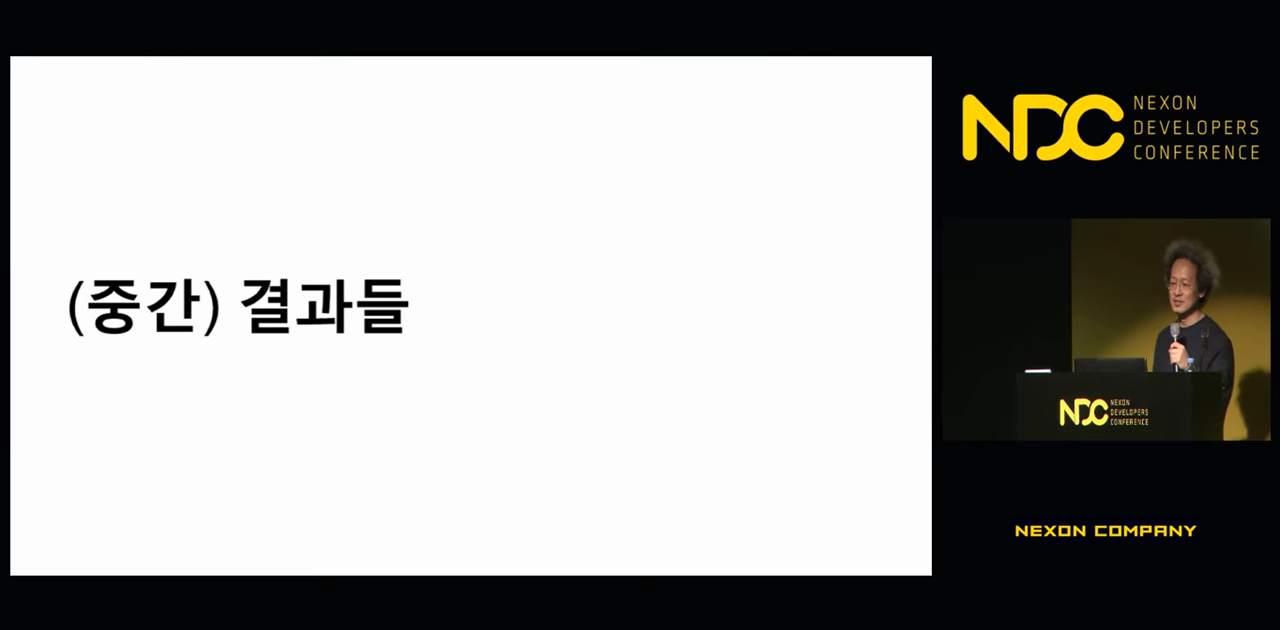 (중간) 결과들
NDC
NEXON
DEVELOPERS
CONFERENCE
NDC
NEXON
DEVELOPERS
CONFERENCE
NEXON COMPANY